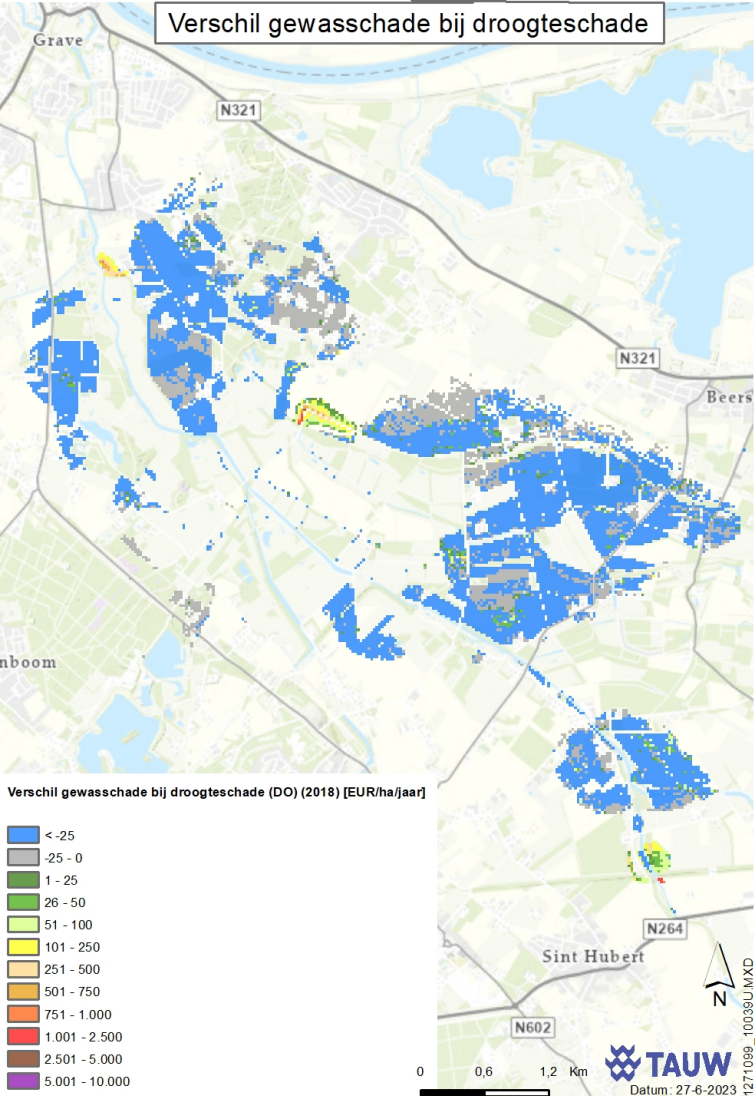 Verschil gewasschade bij droogteschade
Grave
N321
N321
Beers
nboom
Verschil gewasschade bij droogteschade (DO) (2018) [EUR/ha/jaar]
< -25
-25 - 0
1 - 25
26 - 50
51 - 100
101 - 250
251 - 500
501 - 750
751 - 1.000
1.001 - 2.500
2.501 - 5.000
5.001 - 10.000
N264
Sint Hubert
N
N602
0 0,6 1,2 Km
TAUW
Datum: 27-6-2023
1271099_10039U.MXD